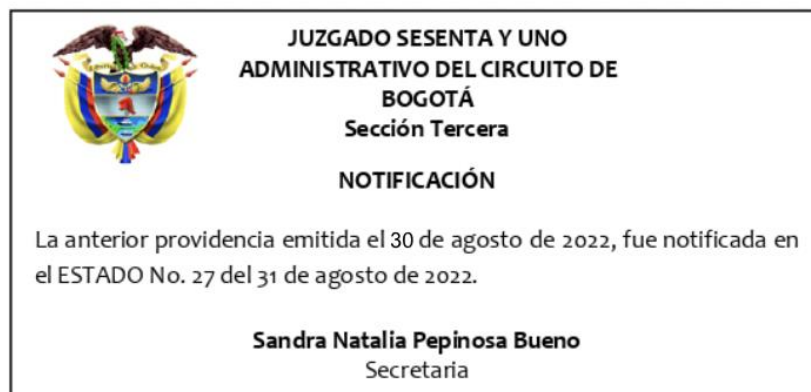 JUZGADO SESENTA Y UNO
ADMINISTRATIVO DEL CIRCUITO DE
BOGOTÁ
Sección Tercera
NOTIFICACIÓN
La anterior providencia emitida el 30 de agosto de 2022, fue notificada en
el ESTADO No. 27 del 31 de agosto de 2022.
Sandra Natalia Pepinosa Bueno
Secretaria